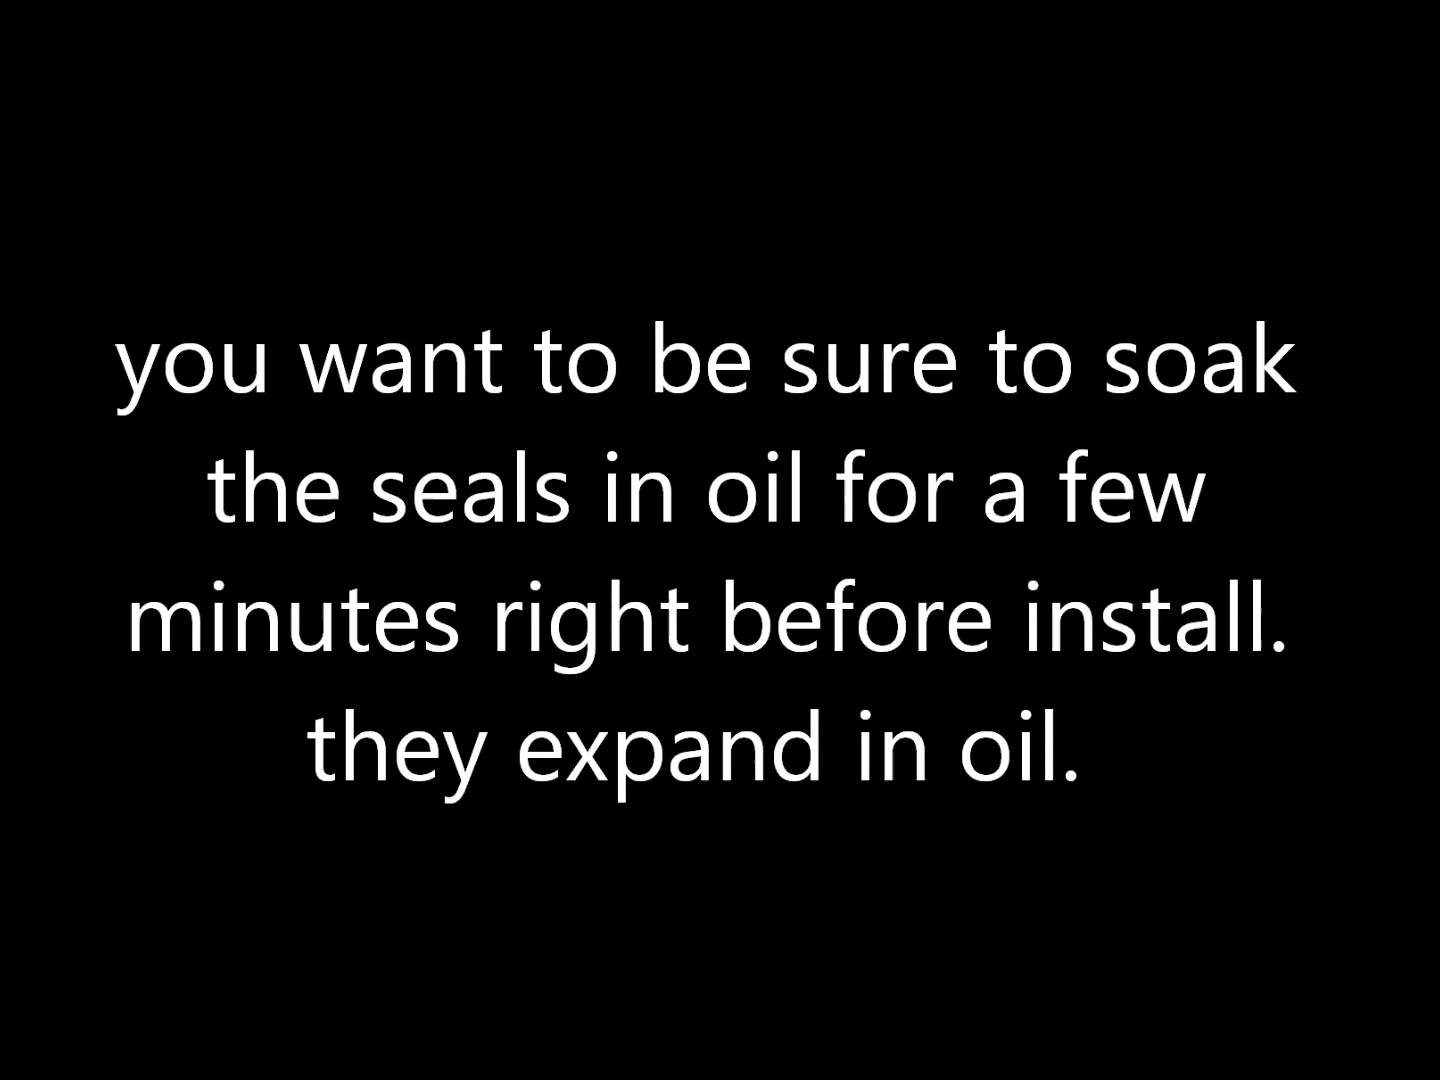 you want to be sure to soak
the seals in oil for a few
minutes right before install.
they expand in oil.